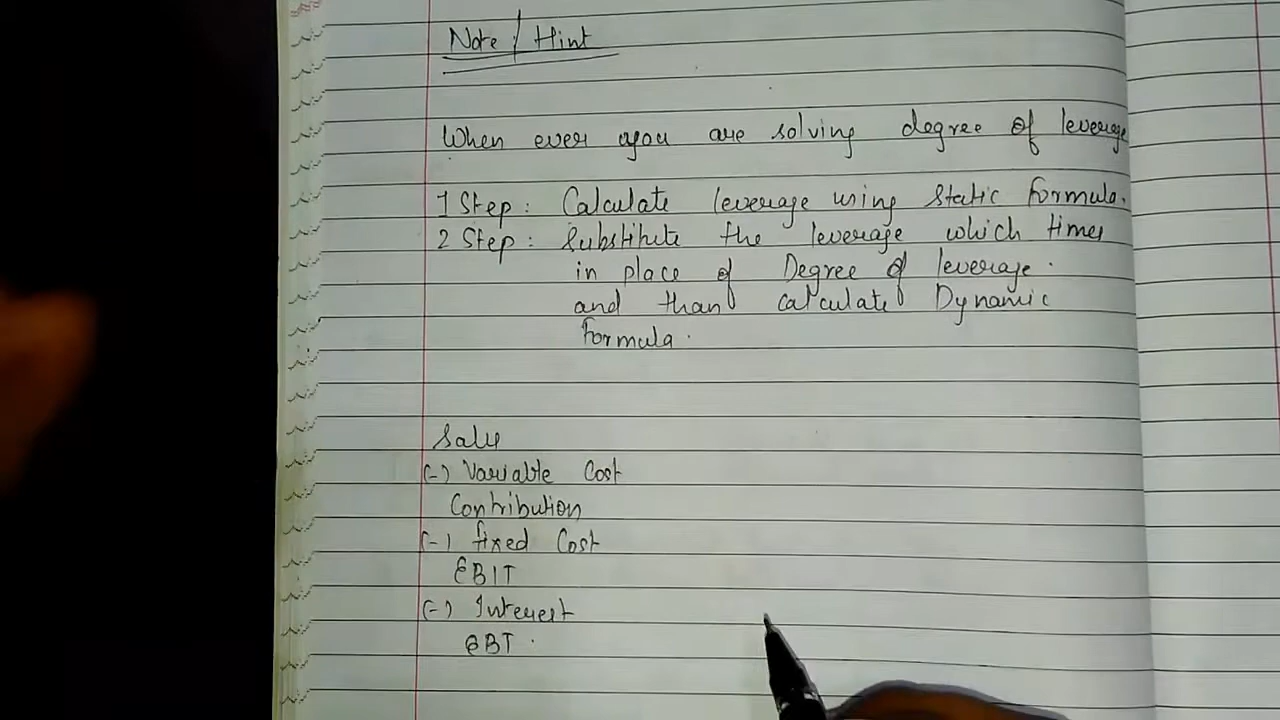 Note / Hint
When ever you are solving degree of leverage
1 Step : Calculate leverage using Static formula.
2 Step : Substitute the leverage which times
in place of Degree of leverage.
and than calculate Dynamic
formula.
Sales
(-) Variable Cost
Contribution
(-) fixed Cost
EBIT
(-) Interest
EBT.